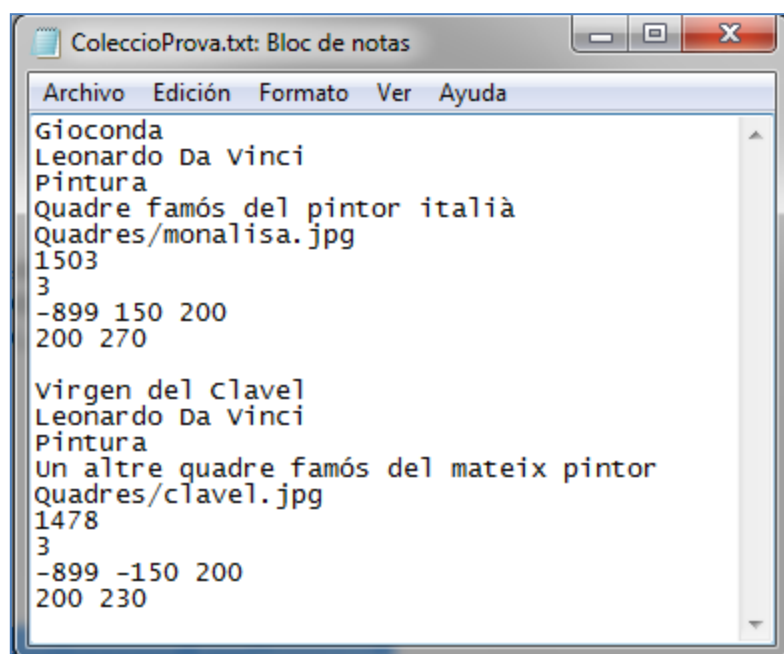 ColeccioProva.txt: Bloc de notas
Archivo Edición Formato Ver Ayuda
Gioconda
Leonardo Da Vinci
Pintura
Quadre famós del pintor italià
Quadres/monalisa.jpg
1503
3
-899 150 200
200 270

Virgen del Clavel
Leonardo Da Vinci
Pintura
Un altre quadre famós del mateix pintor
Quadres/clavel.jpg
1478
3
-899 -150 200
200 230